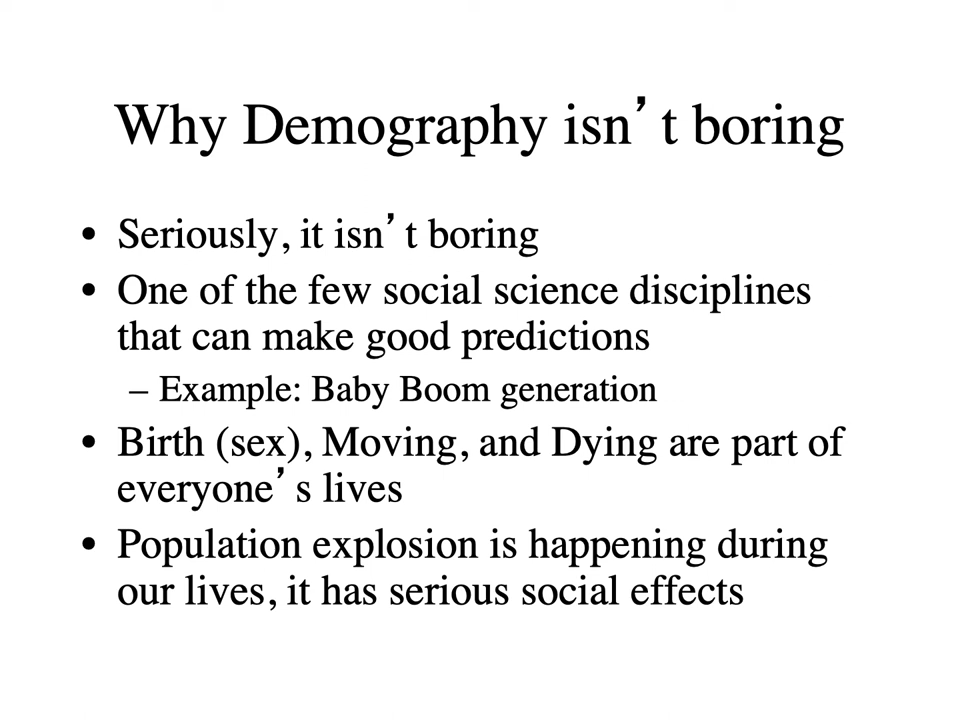 Why Demography isn’t boring
• Seriously, it isn’t boring
• One of the few social science disciplines
that can make good predictions
– Example: Baby Boom generation
• Birth (sex), Moving, and Dying are part of
everyone’s lives
• Population explosion is happening during
our lives, it has serious social effects